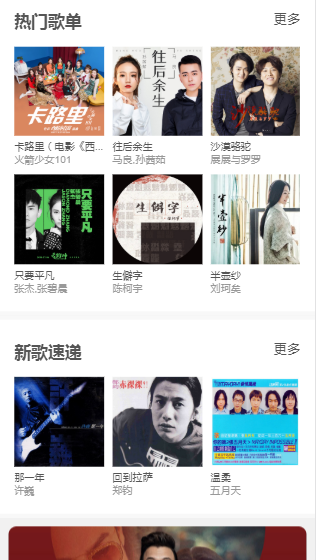 热门歌单 更多
卡路里
往后余生
卡路里（电影《西...
往后余生
沙漠骆驼
火箭少女101
马良.孙茜茹
展展与罗罗
只要平凡
生僻字
半壶纱
只要平凡
生僻字
半壶纱
张杰.张碧晨
陈柯宇
刘珂矣
新歌速递 更多
赤裸裸!
那一年
回到拉萨
温柔
许巍
郑钧
五月天